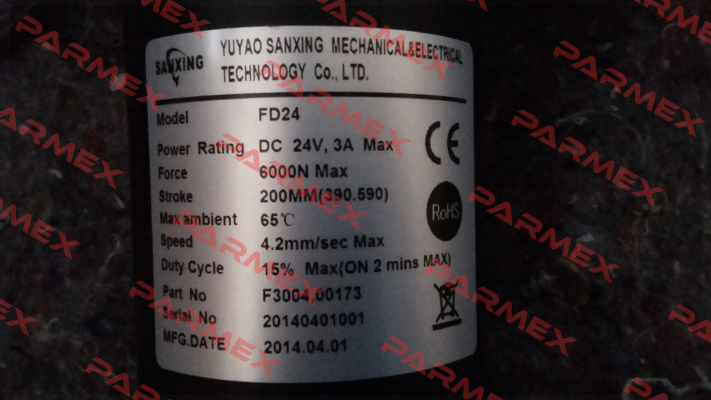 SANXING
YUYAO SANXING MECHANICAL&ELECTRICAL
TECHNOLOGY Co., LTD.
Model FD24
Power Rating DC 24V, 3A Max
Force 6000N Max
Stroke 200MM(390.590)
Max ambient 65℃
Speed 4.2mm/sec Max
Duty Cycle 15% Max(ON 2 mins MAX)
Part No F3004,00173
Serial No 20140401001
MFG.DATE 2014.04.01
CE
RoHS
PARMEX
PARMEX
PARMEX
PARMEX
PARMEX
PARMEX
PARMEX
PARMEX
PARMEX
PARMEX
PARMEX
PARMEX